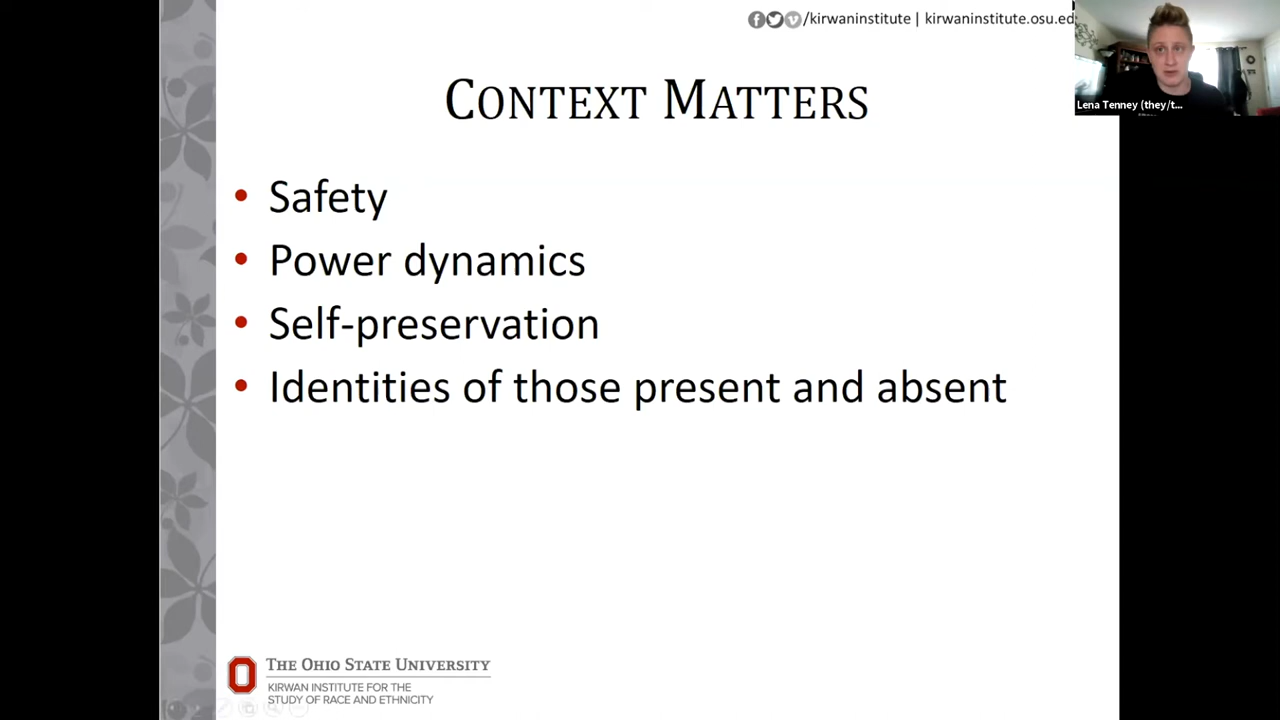 /kirwaninstitute | kirwaninstitute.osu.ed
Lena Tenney (they/t...
CONTEXT MATTERS
• Safety
• Power dynamics
• Self-preservation
• Identities of those present and absent
THE OHIO STATE UNIVERSITY
KIRWAN INSTITUTE FOR THE
STUDY OF RACE AND ETHNICITY